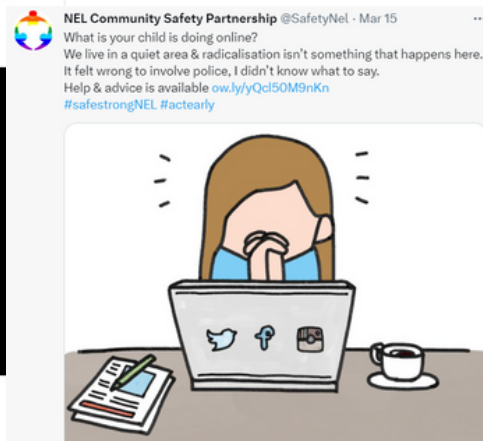 NEL Community Safety Partnership @SafetyNel · Mar 15 ...
What is your child is doing online?
We live in a quiet area & radicalisation isn't something that happens here.
It felt wrong to involve police, I didn't know what to say.
Help & advice is available ow.ly/yQcl50M9nKn
#safestrongNEL #actearly